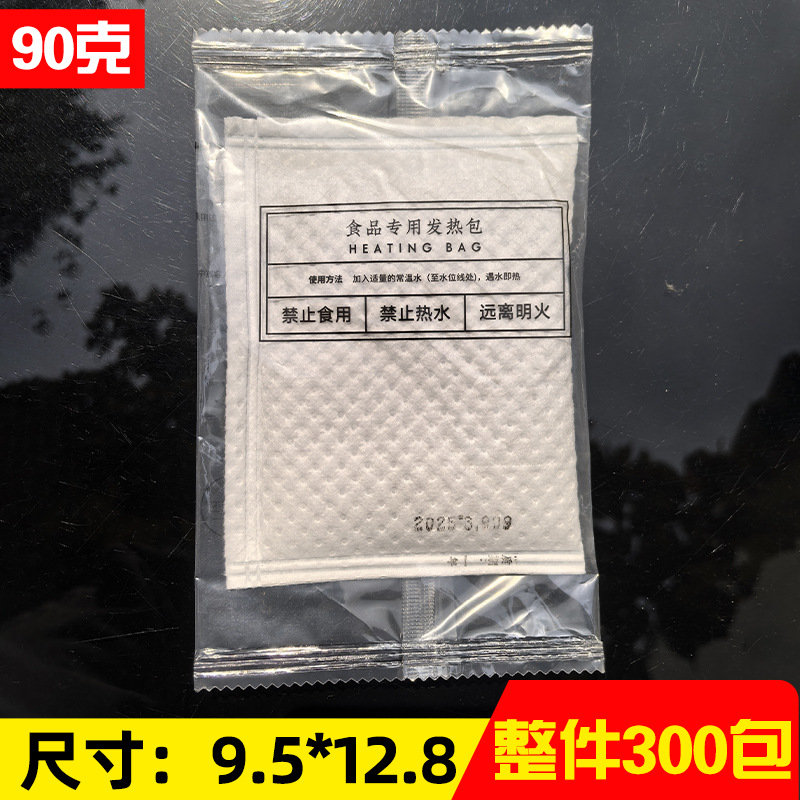 90克
食品专用发热包
HEATING BAG
使用方法 加入适量的常温水（至水位线处），遇水即热
禁止食用 禁止热水 远离明火
尺寸：9.5*12.8
整件300包